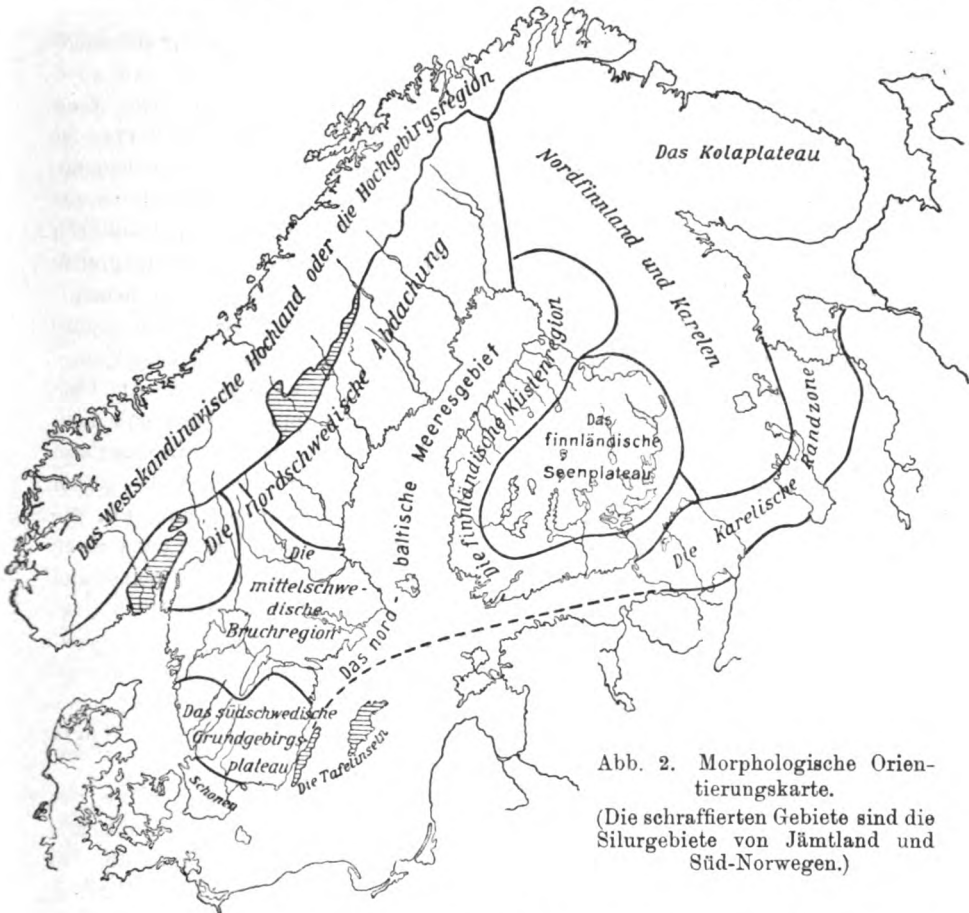 Das Westskandinavische Hochland oder die Hochgebirgsregion
Die nordschwedische Abdachung
Nordfinnland und Karelen
Das Kolaplateau
Das nord-baltische Meeresgebief
Die finnländische Küstenregion
Das
finnländische
Seenplateau
Die Karelische Randzone
Die
mittelschwe-
dische
Bruchregion
Das südschwedische
Grundgebirgs-
plateau
Schonen
Die Tafelinseln
Abb. 2. Morphologische Orien-
tierungskarte.
(Die schraffierten Gebiete sind die
Silurgebiete von Jämtland und
Süd-Norwegen.)